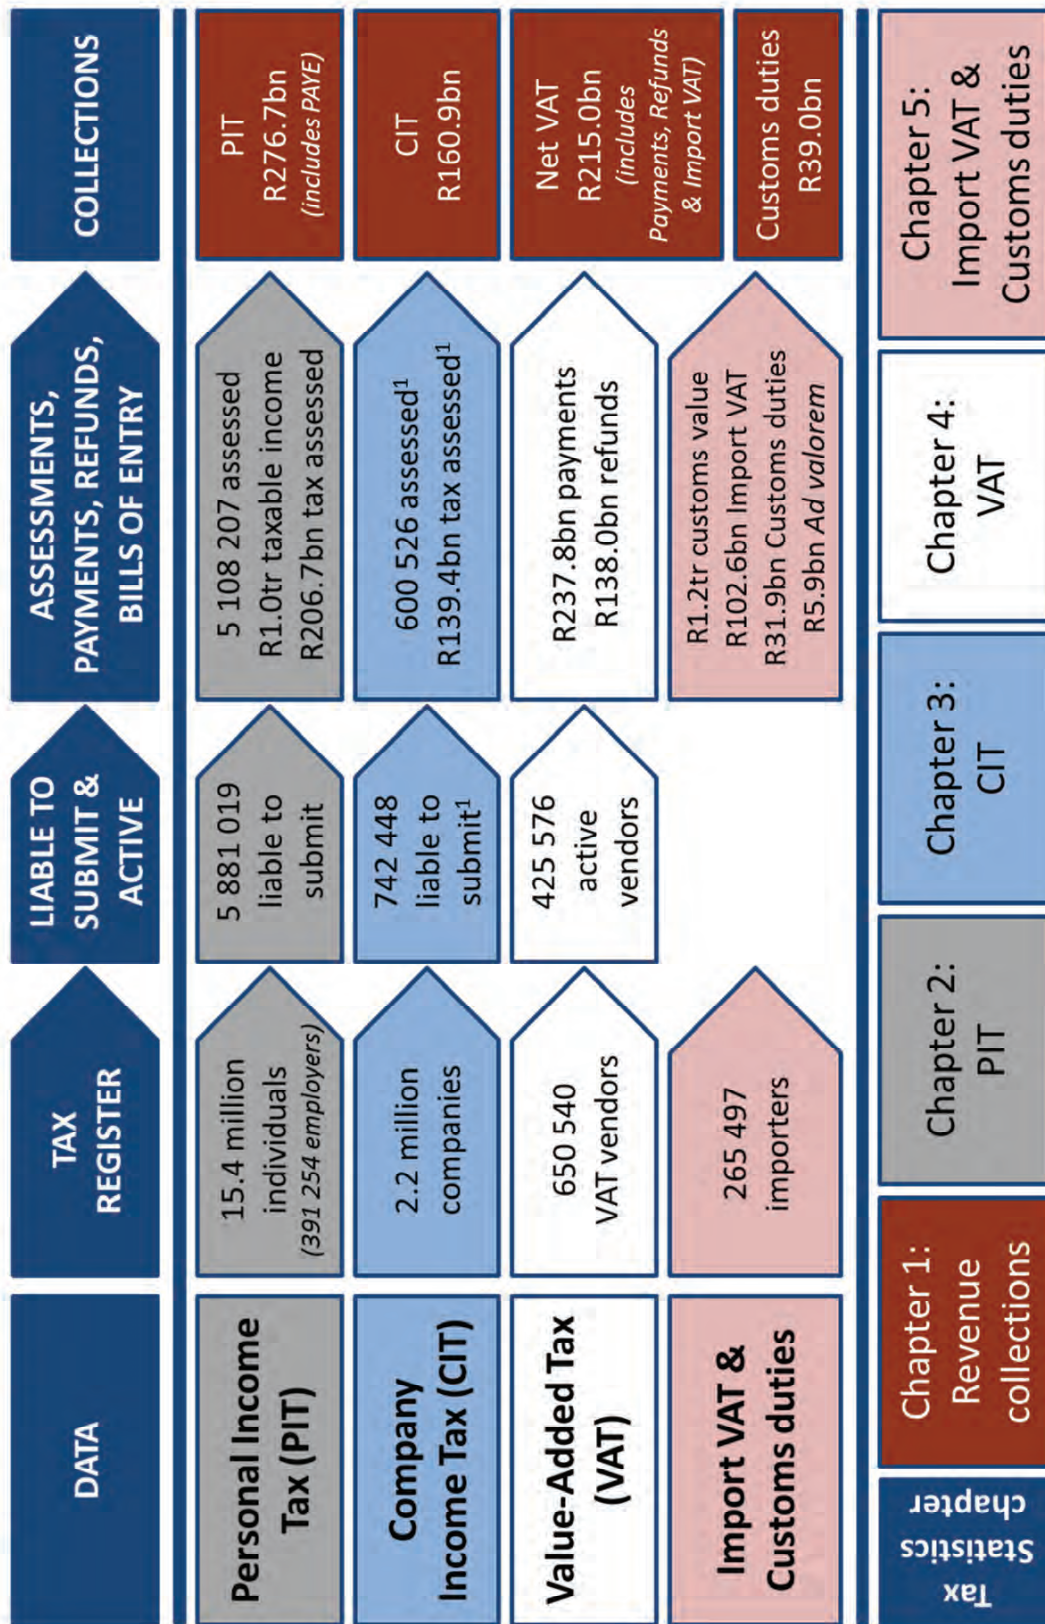 DATA
TAX
REGISTER
LIABLE TO
SUBMIT &
ACTIVE
ASSESSMENTS,
PAYMENTS, REFUNDS,
BILLS OF ENTRY
COLLECTIONS
Personal Income
Tax (PIT)
15.4 million
individuals
(391 254 employers)
5 881 019
liable to
submit
5 108 207 assessed
R1.0tr taxable income
R206.7bn tax assessed
PIT
R276.7bn
(includes PAYE)
Company
Income Tax (CIT)
2.2 million
companies
742 448
liable to
submit¹
600 526 assessed¹
R139.4bn tax assessed¹
CIT
R160.9bn
Value-Added Tax
(VAT)
650 540
VAT vendors
425 576
active
vendors
R237.8bn payments
R138.0bn refunds
Net VAT
R215.0bn
(includes
Payments, Refunds
& Import VAT)
Import VAT &
Customs duties
265 497
importers
R1.2tr customs value
R102.6bn Import VAT
R31.9bn Customs duties
R5.9bn Ad valorem
Customs duties
R39.0bn
Tax
Statistics
chapter
Chapter 1:
Revenue
collections
Chapter 2:
PIT
Chapter 3:
CIT
Chapter 4:
VAT
Chapter 5:
Import VAT &
Customs duties